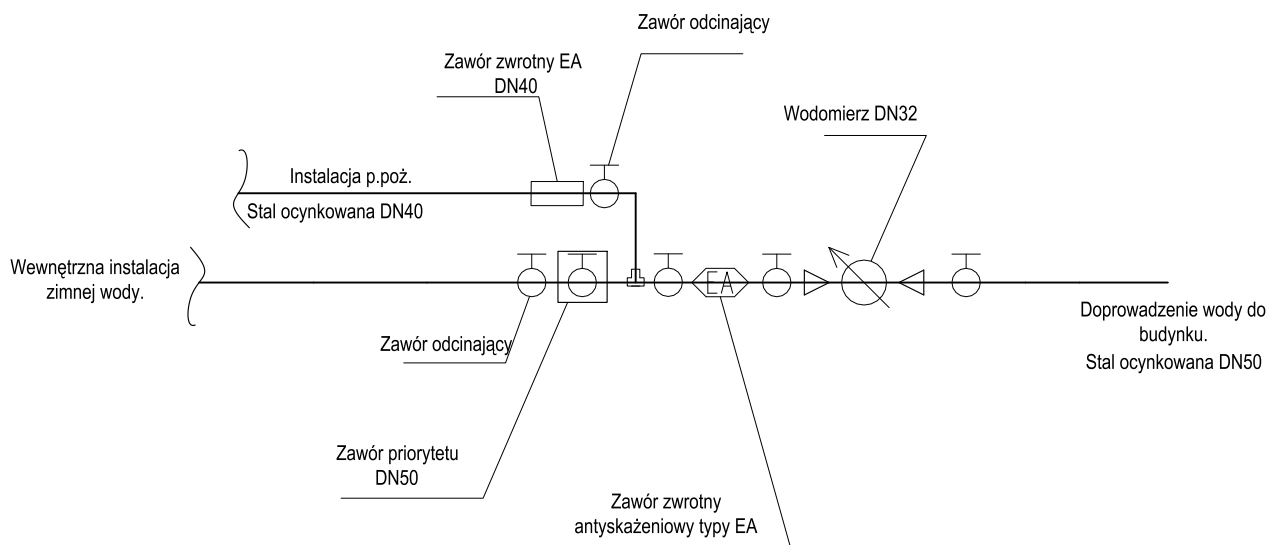 Zawór odcinający
Zawór zwrotny EA
DN40
Wodomierz DN32
Instalacja p.poż.
Stal ocynkowana DN40
Wewnętrzna instalacja
zimnej wody.
EA
Doprowadzenie wody do
budynku.
Stal ocynkowana DN50
Zawór odcinający
Zawór priorytetu
DN50
Zawór zwrotny
antyskażeniowy typy EA